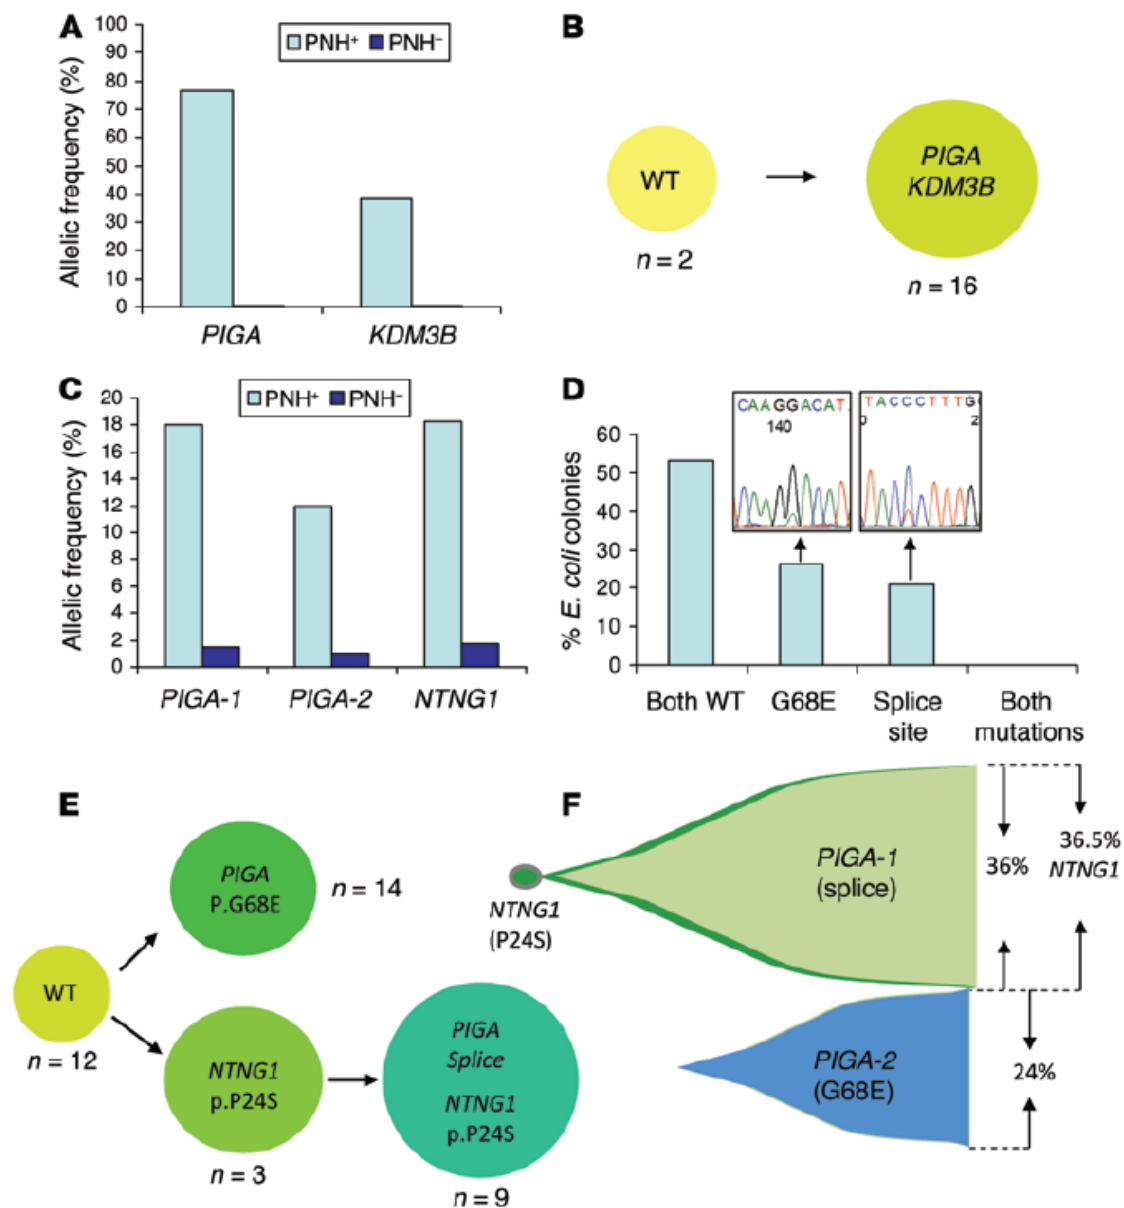 A
100
90
80
70
60
50
40
30
20
10
0
Allelic frequency (%)
PNH+ PNH–
PIGA KDM3B
B
WT
n = 2
PIGA
KDM3B
n = 16
C
20
18
16
14
12
10
8
6
4
2
0
Allelic frequency (%)
PNH+ PNH–
PIGA-1 PIGA-2 NTNG1
D
60
50
40
30
20
10
0
% E. coli colonies
CAAGGACAT
140
TACCCTTTG
2
Both WT G68E Splice site Both mutations
E
WT
n = 12
PIGA
P.G68E
n = 14
NTNG1
p.P24S
n = 3
PIGA
Splice
NTNG1
p.P24S
n = 9
F
NTNG1
(P24S)
PIGA-1
(splice)
36%
36.5%
NTNG1
PIGA-2
(G68E)
24%